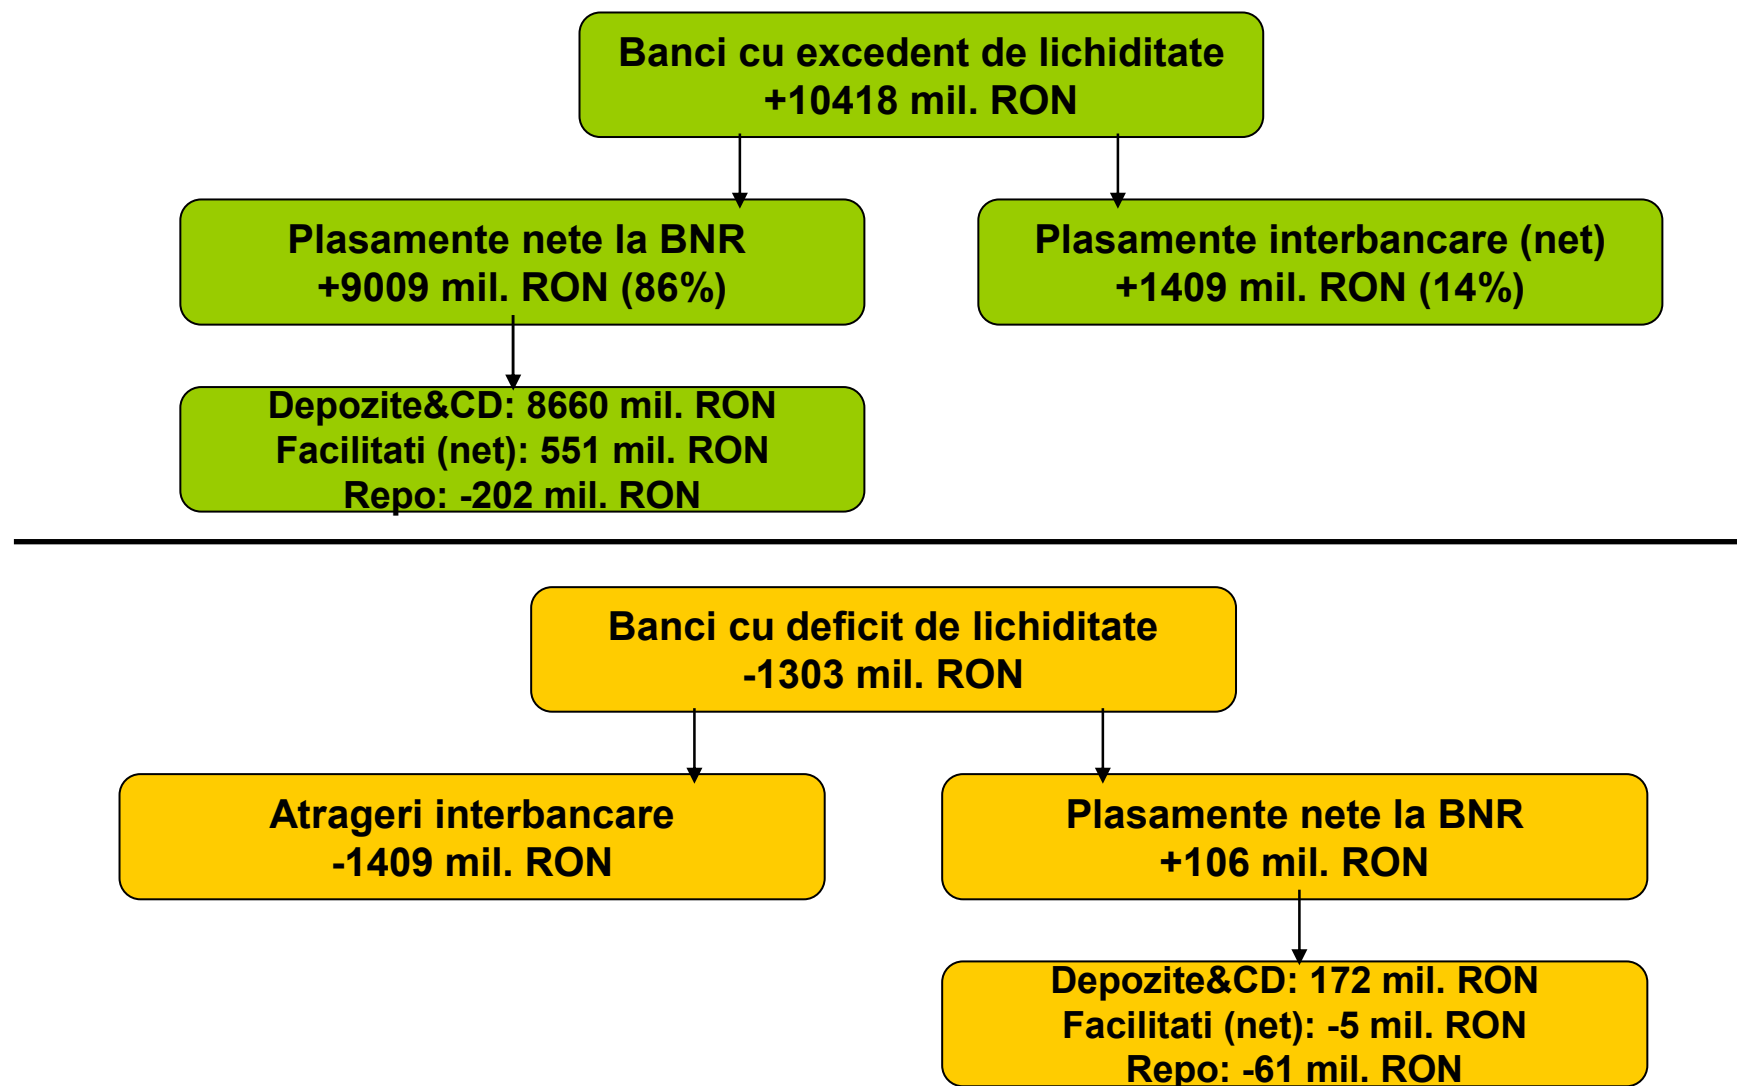 Banci cu excedent de lichiditate
+10418 mil. RON
Plasamente nete la BNR
+9009 mil. RON (86%)
Plasamente interbancare (net)
+1409 mil. RON (14%)
Depozite&CD: 8660 mil. RON
Facilitati (net): 551 mil. RON
Repo: -202 mil. RON
Banci cu deficit de lichiditate
-1303 mil. RON
Atrageri interbancare
-1409 mil. RON
Plasamente nete la BNR
+106 mil. RON
Depozite&CD: 172 mil. RON
Facilitati (net): -5 mil. RON
Repo: -61 mil. RON